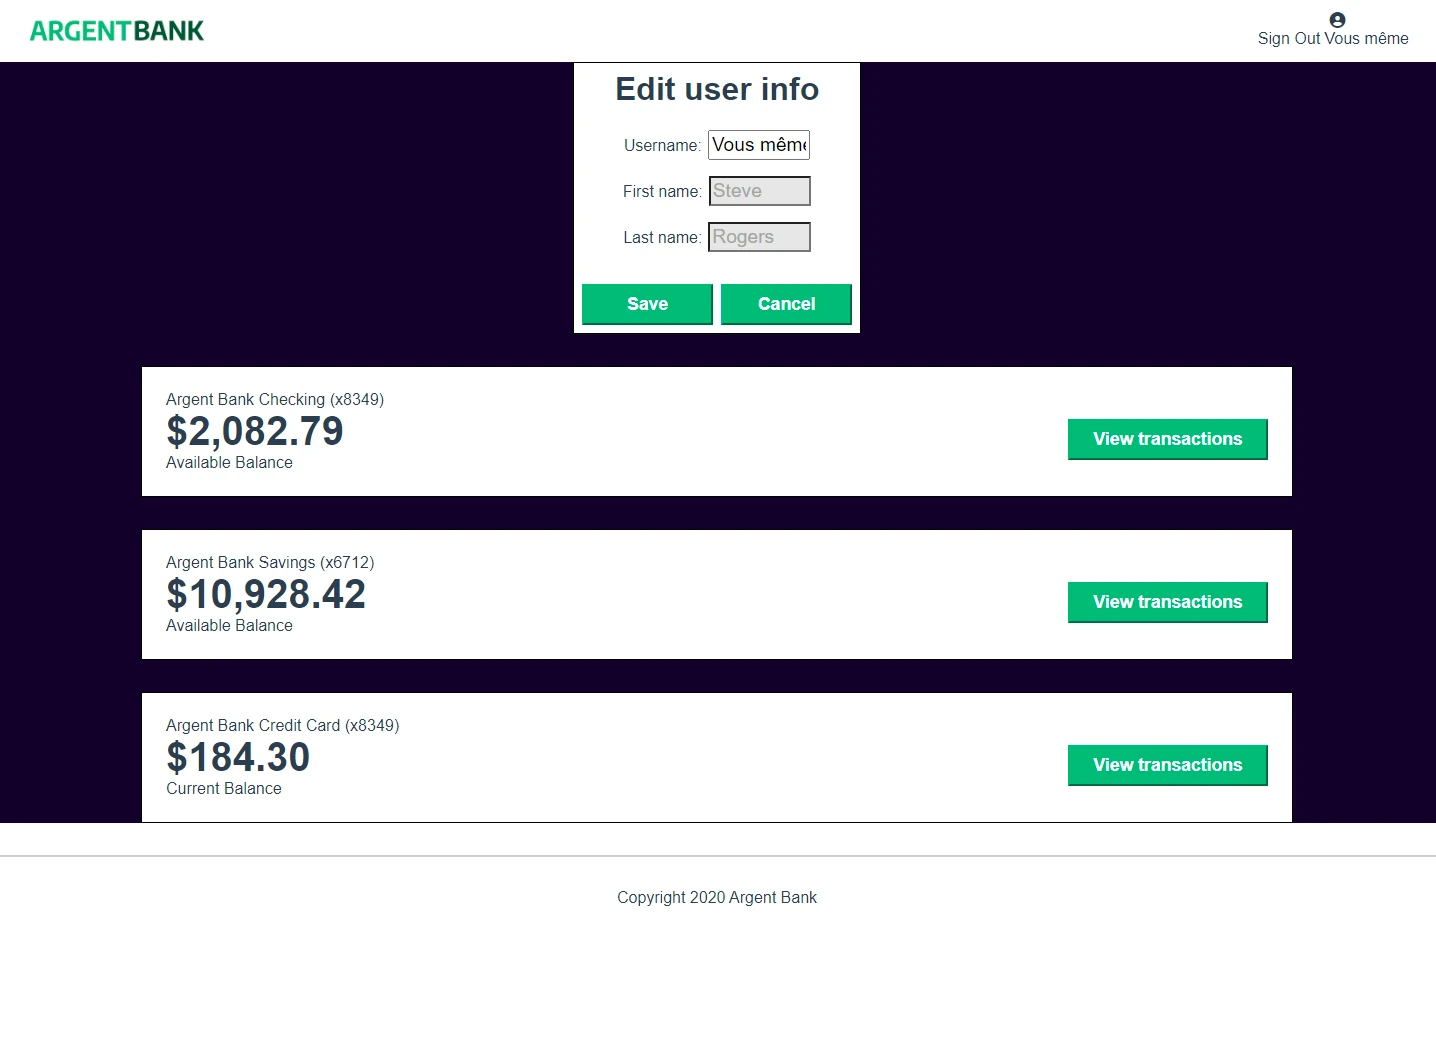 ARGENTBANK
Sign Out Vous même
Edit user info
Username: Vous même
First name: Steve
Last name: Rogers
Save Cancel
Argent Bank Checking (x8349)
$2,082.79
Available Balance
View transactions
Argent Bank Savings (x6712)
$10,928.42
Available Balance
View transactions
Argent Bank Credit Card (x8349)
$184.30
Current Balance
View transactions
Copyright 2020 Argent Bank